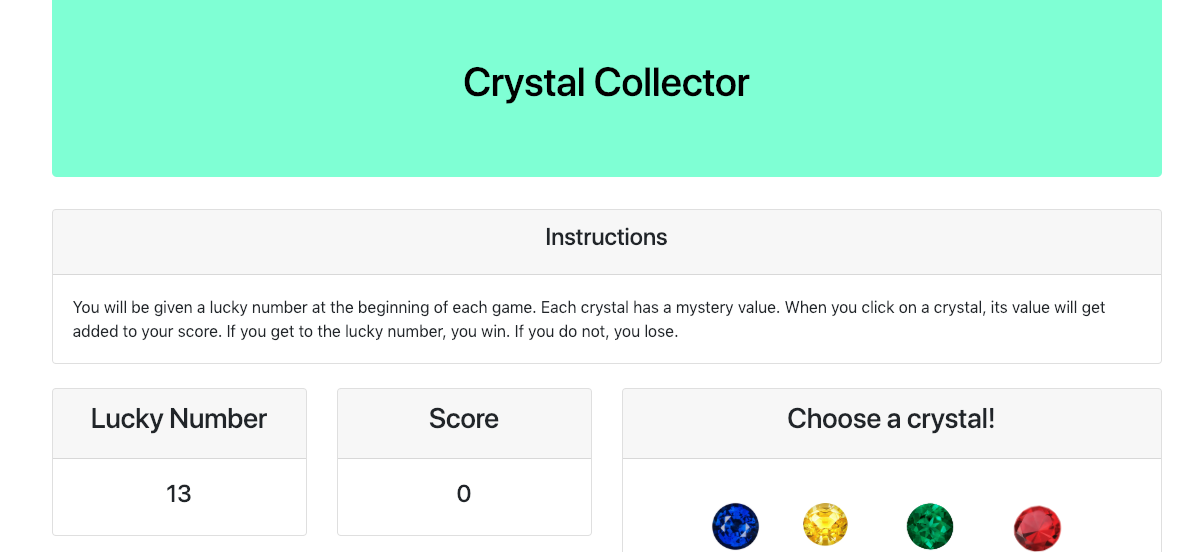 Crystal Collector
Instructions
You will be given a lucky number at the beginning of each game. Each crystal has a mystery value. When you click on a crystal, its value will get
added to your score. If you get to the lucky number, you win. If you do not, you lose.
Lucky Number
13
Score
0
Choose a crystal!